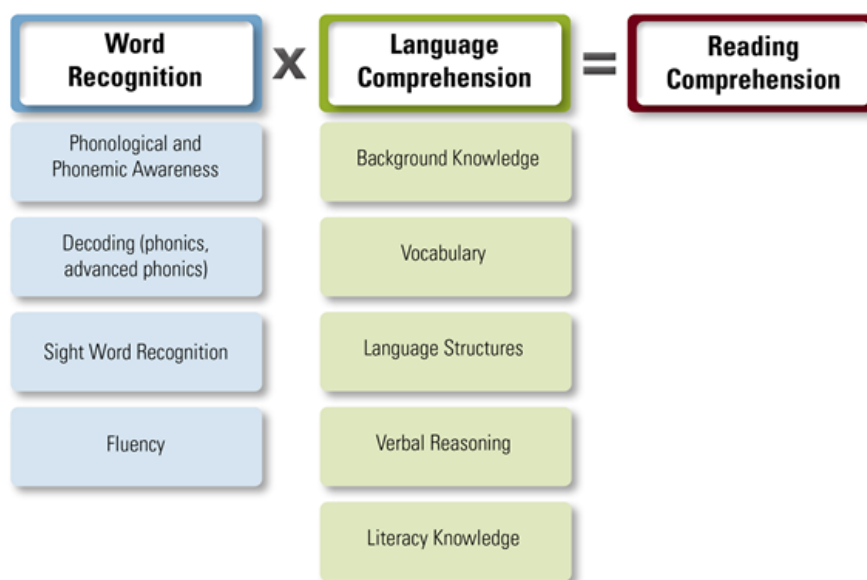 Word
Recognition
x
Language
Comprehension
=
Reading
Comprehension
Phonological and
Phonemic Awareness
Background Knowledge
Decoding (phonics,
advanced phonics)
Vocabulary
Sight Word Recognition
Language Structures
Fluency
Verbal Reasoning
Literacy Knowledge